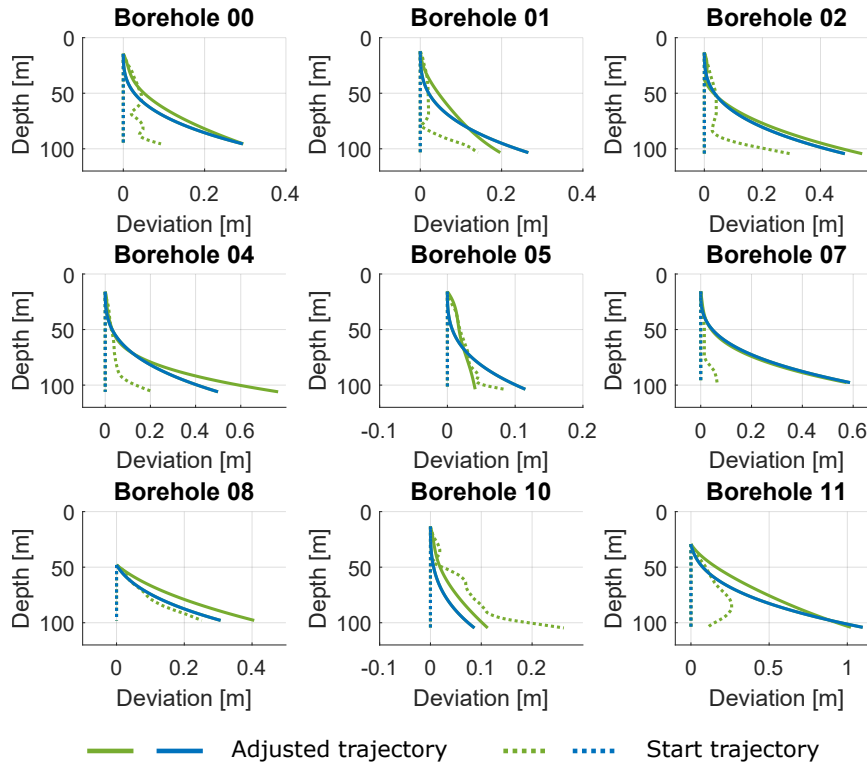 Borehole 00
0
50
100
Depth [m]
0
0.2
0.4
Deviation [m]
Borehole 01
0
50
100
Depth [m]
0
0.2
0.4
Deviation [m]
Borehole 02
0
50
100
Depth [m]
0
0.2
0.4
Deviation [m]
Borehole 04
0
50
100
Depth [m]
0
0.2
0.4
0.6
Deviation [m]
Borehole 05
0
50
100
Depth [m]
-0.1
0
0.1
0.2
Deviation [m]
Borehole 07
0
50
100
Depth [m]
0
0.2
0.4
0.6
Deviation [m]
Borehole 08
0
50
100
Depth [m]
0
0.2
0.4
Deviation [m]
Borehole 10
0
50
100
Depth [m]
-0.1
0
0.1
0.2
Deviation [m]
Borehole 11
0
50
100
Depth [m]
0
0.5
1
Deviation [m]
Adjusted trajectory
Start trajectory